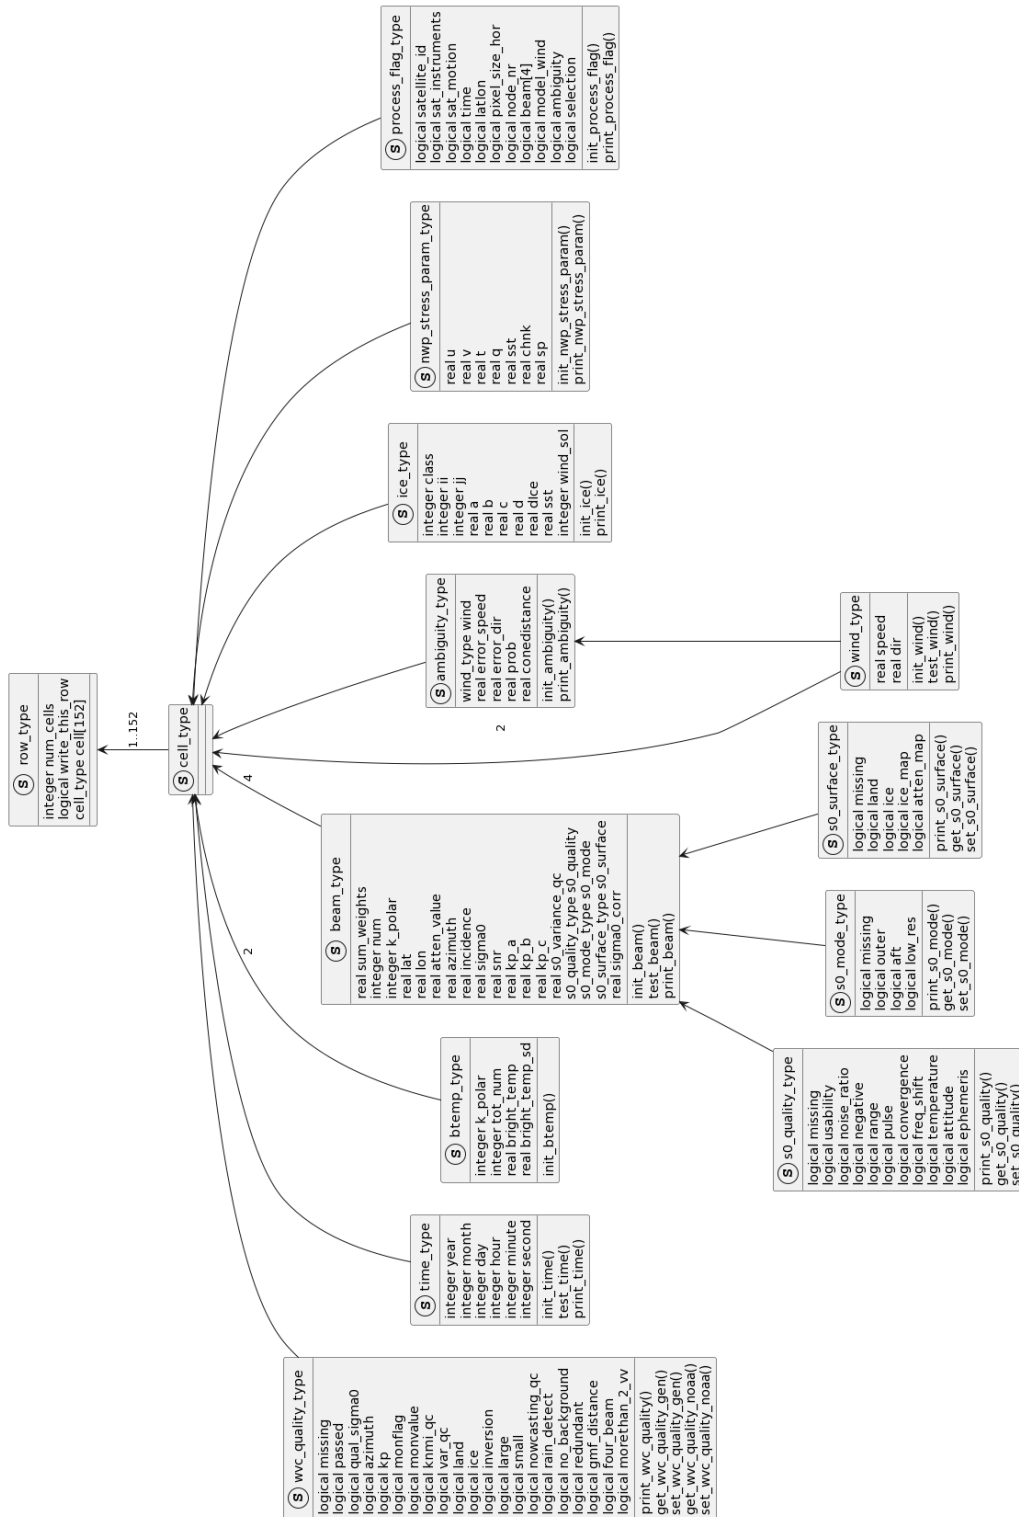 S row_type
integer num_cells
logical write_this_row
cell_type cell[152]
1..152
S cell_type
S process_flag_type
logical satellite_id
logical sat_instruments
logical sat_motion
logical time
logical latlon
logical pixel_size_hor
logical node_nr
logical beam[4]
logical model_wind
logical ambiguity
logical selection
init_process_flag()
print_process_flag()
S nwp_stress_param_type
real u
real v
real t
real q
real sst
real chnk
real sp
init_nwp_stress_param()
print_nwp_stress_param()
S ice_type
integer class
integer ii
integer jj
real a
real b
real c
real d
real dIce
real sst
integer wind_sol
init_ice()
print_ice()
S ambiguity_type
wind_type wind
real error_speed
real error_dir
real prob
real conedistance
init_ambiguity()
print_ambiguity()
2
S wind_type
real speed
real dir
init_wind()
test_wind()
print_wind()
4
S beam_type
real sum_weights
integer num
integer k_polar
real lat
real lon
real atten_value
real azimuth
real incidence
real sigma0
real snr
real kp_a
real kp_b
real kp_c
real s0_variance_qc
s0_quality_type s0_quality
s0_mode_type s0_mode
s0_surface_type s0_surface
real sigma0_corr
init_beam()
test_beam()
print_beam()
S s0_surface_type
logical missing
logical land
logical ice
logical ice_map
logical atten_map
print_s0_surface()
get_s0_surface()
set_s0_surface()
S s0_mode_type
logical missing
logical outer
logical aft
logical low_res
print_s0_mode()
get_s0_mode()
set_s0_mode()
S s0_quality_type
logical missing
logical usability
logical noise_ratio
logical negative
logical range
logical pulse
logical convergence
logical freq_shift
logical temperature
logical attitude
logical ephemeris
print_s0_quality()
get_s0_quality()
set_s0_quality()
2
S btemp_type
integer k_polar
integer tot_num
real bright_temp
real bright_temp_sd
init_btemp()
S time_type
integer year
integer month
integer day
integer hour
integer minute
integer second
init_time()
test_time()
print_time()
S wvc_quality_type
logical missing
logical passed
logical qual_sigma0
logical azimuth
logical kp
logical monflag
logical monvalue
logical knmi_qc
logical var_qc
logical land
logical ice
logical inversion
logical large
logical small
logical nowcasting_qc
logical rain_detect
logical no_background
logical redundant
logical gmf_distance
logical four_beam
logical morethan_2_vv
print_wvc_quality()
get_wvc_quality_gen()
set_wvc_quality_gen()
get_wvc_quality_noaa()
set_wvc_quality_noaa()